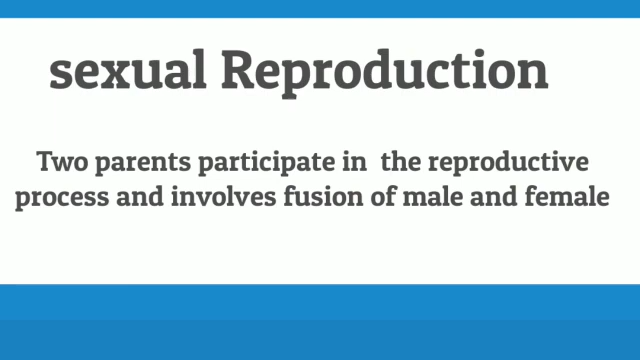 sexual Reproduction
Two parents participate in the reproductive
process and involves fusion of male and female